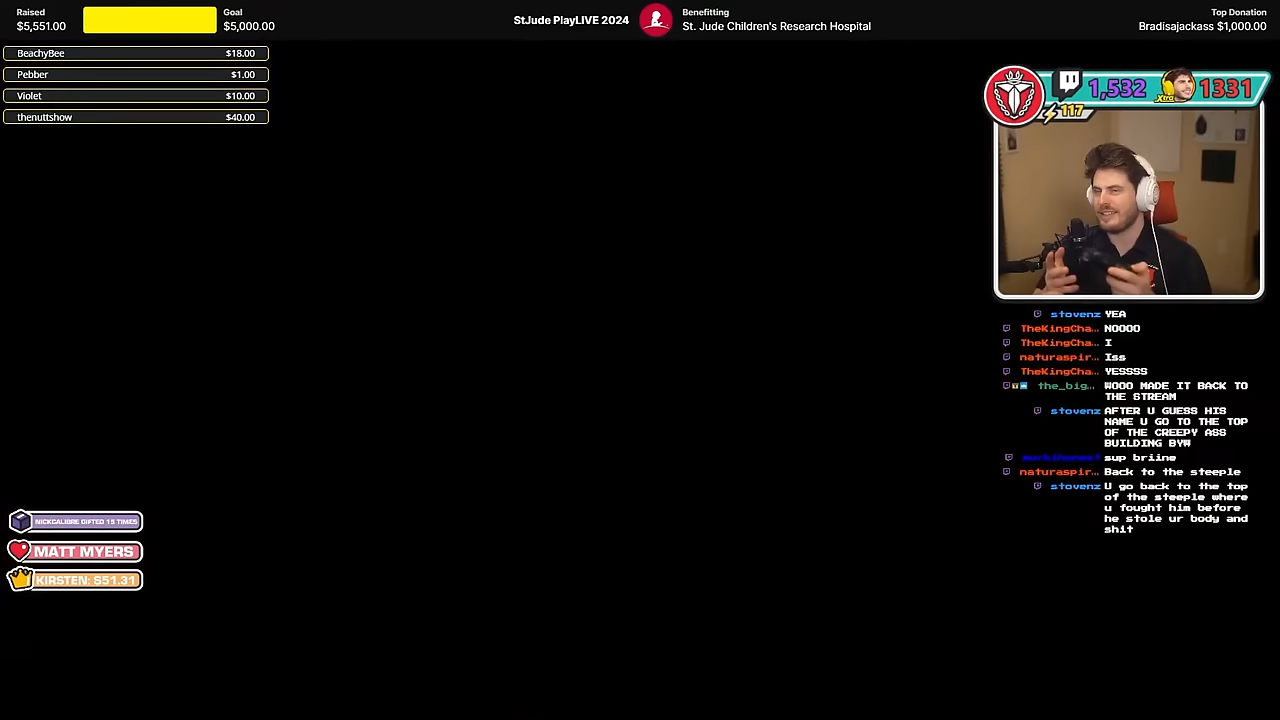 Raised
$5,551.00
Goal
$5,000.00
StJude PlayLIVE 2024
Benefitting
St. Jude Children's Research Hospital
Top Donation
Bradisajackass $1,000.00
BeachyBee $18.00
Pebber $1.00
Violet $10.00
thenuttshow $40.00
1,532
Xtra
1331
117
stovenz YEA
TheKingCha… NOOOO
TheKingCha… I
naturaspir… Iss
TheKingCha… YESSSS
the_big… WOOO MADE IT BACK TO
THE STREAM
stovenz AFTER U GUESS HIS
NAME U GO TO THE TOP
OF THE CREEPY ASS
BUILDING BYW
sup briine
naturaspir… Back to the steeple
stovenz U go back to the top
of the steeple where
u fought him before
he stole ur body and
shit
NICKCALIBRE GIFTED 15 TIMES
MATT MYERS
KIRSTEN: $51.31